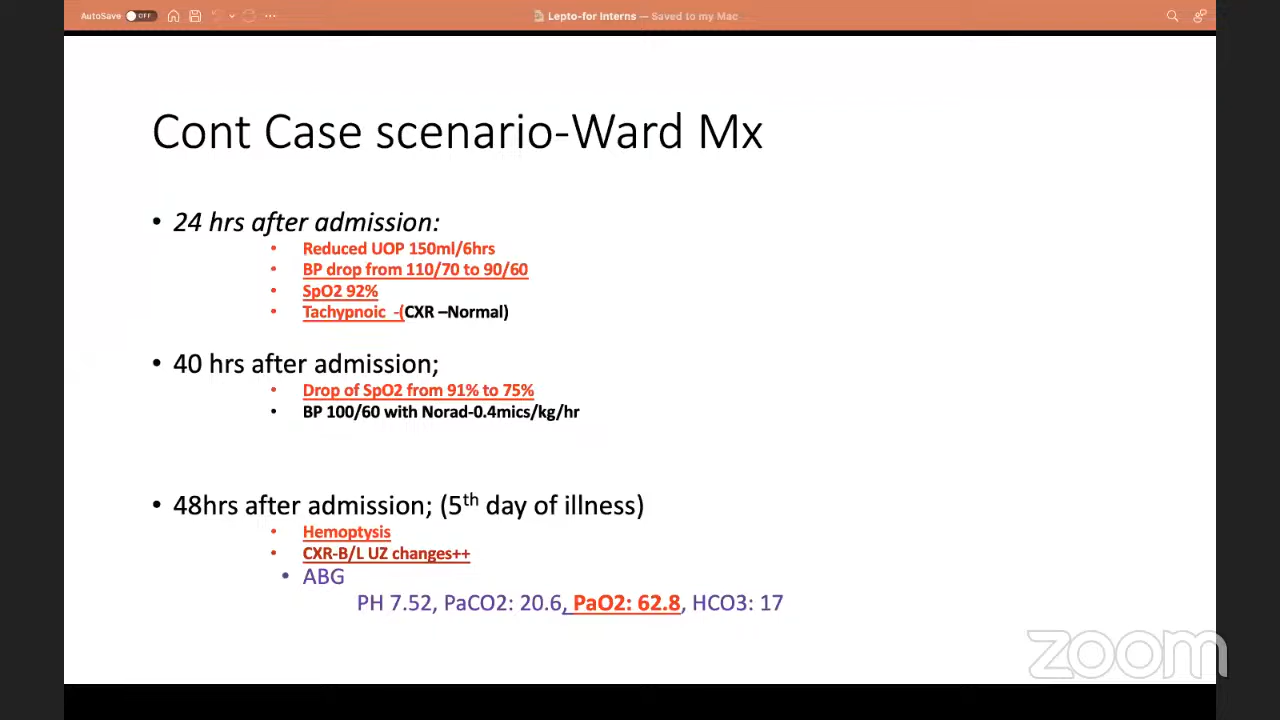 AutoSave OFF
Lepto-for Interns — Saved to my Mac
Cont Case scenario-Ward Mx
• 24 hrs after admission:
• Reduced UOP 150ml/6hrs
• BP drop from 110/70 to 90/60
• SpO2 92%
• Tachypnoic -(CXR –Normal)
• 40 hrs after admission;
• Drop of SpO2 from 91% to 75%
• BP 100/60 with Norad-0.4mics/kg/hr
• 48hrs after admission; (5th day of illness)
• Hemoptysis
• CXR-B/L UZ changes++
• ABG
PH 7.52, PaCO2: 20.6, PaO2: 62.8, HCO3: 17
zoom